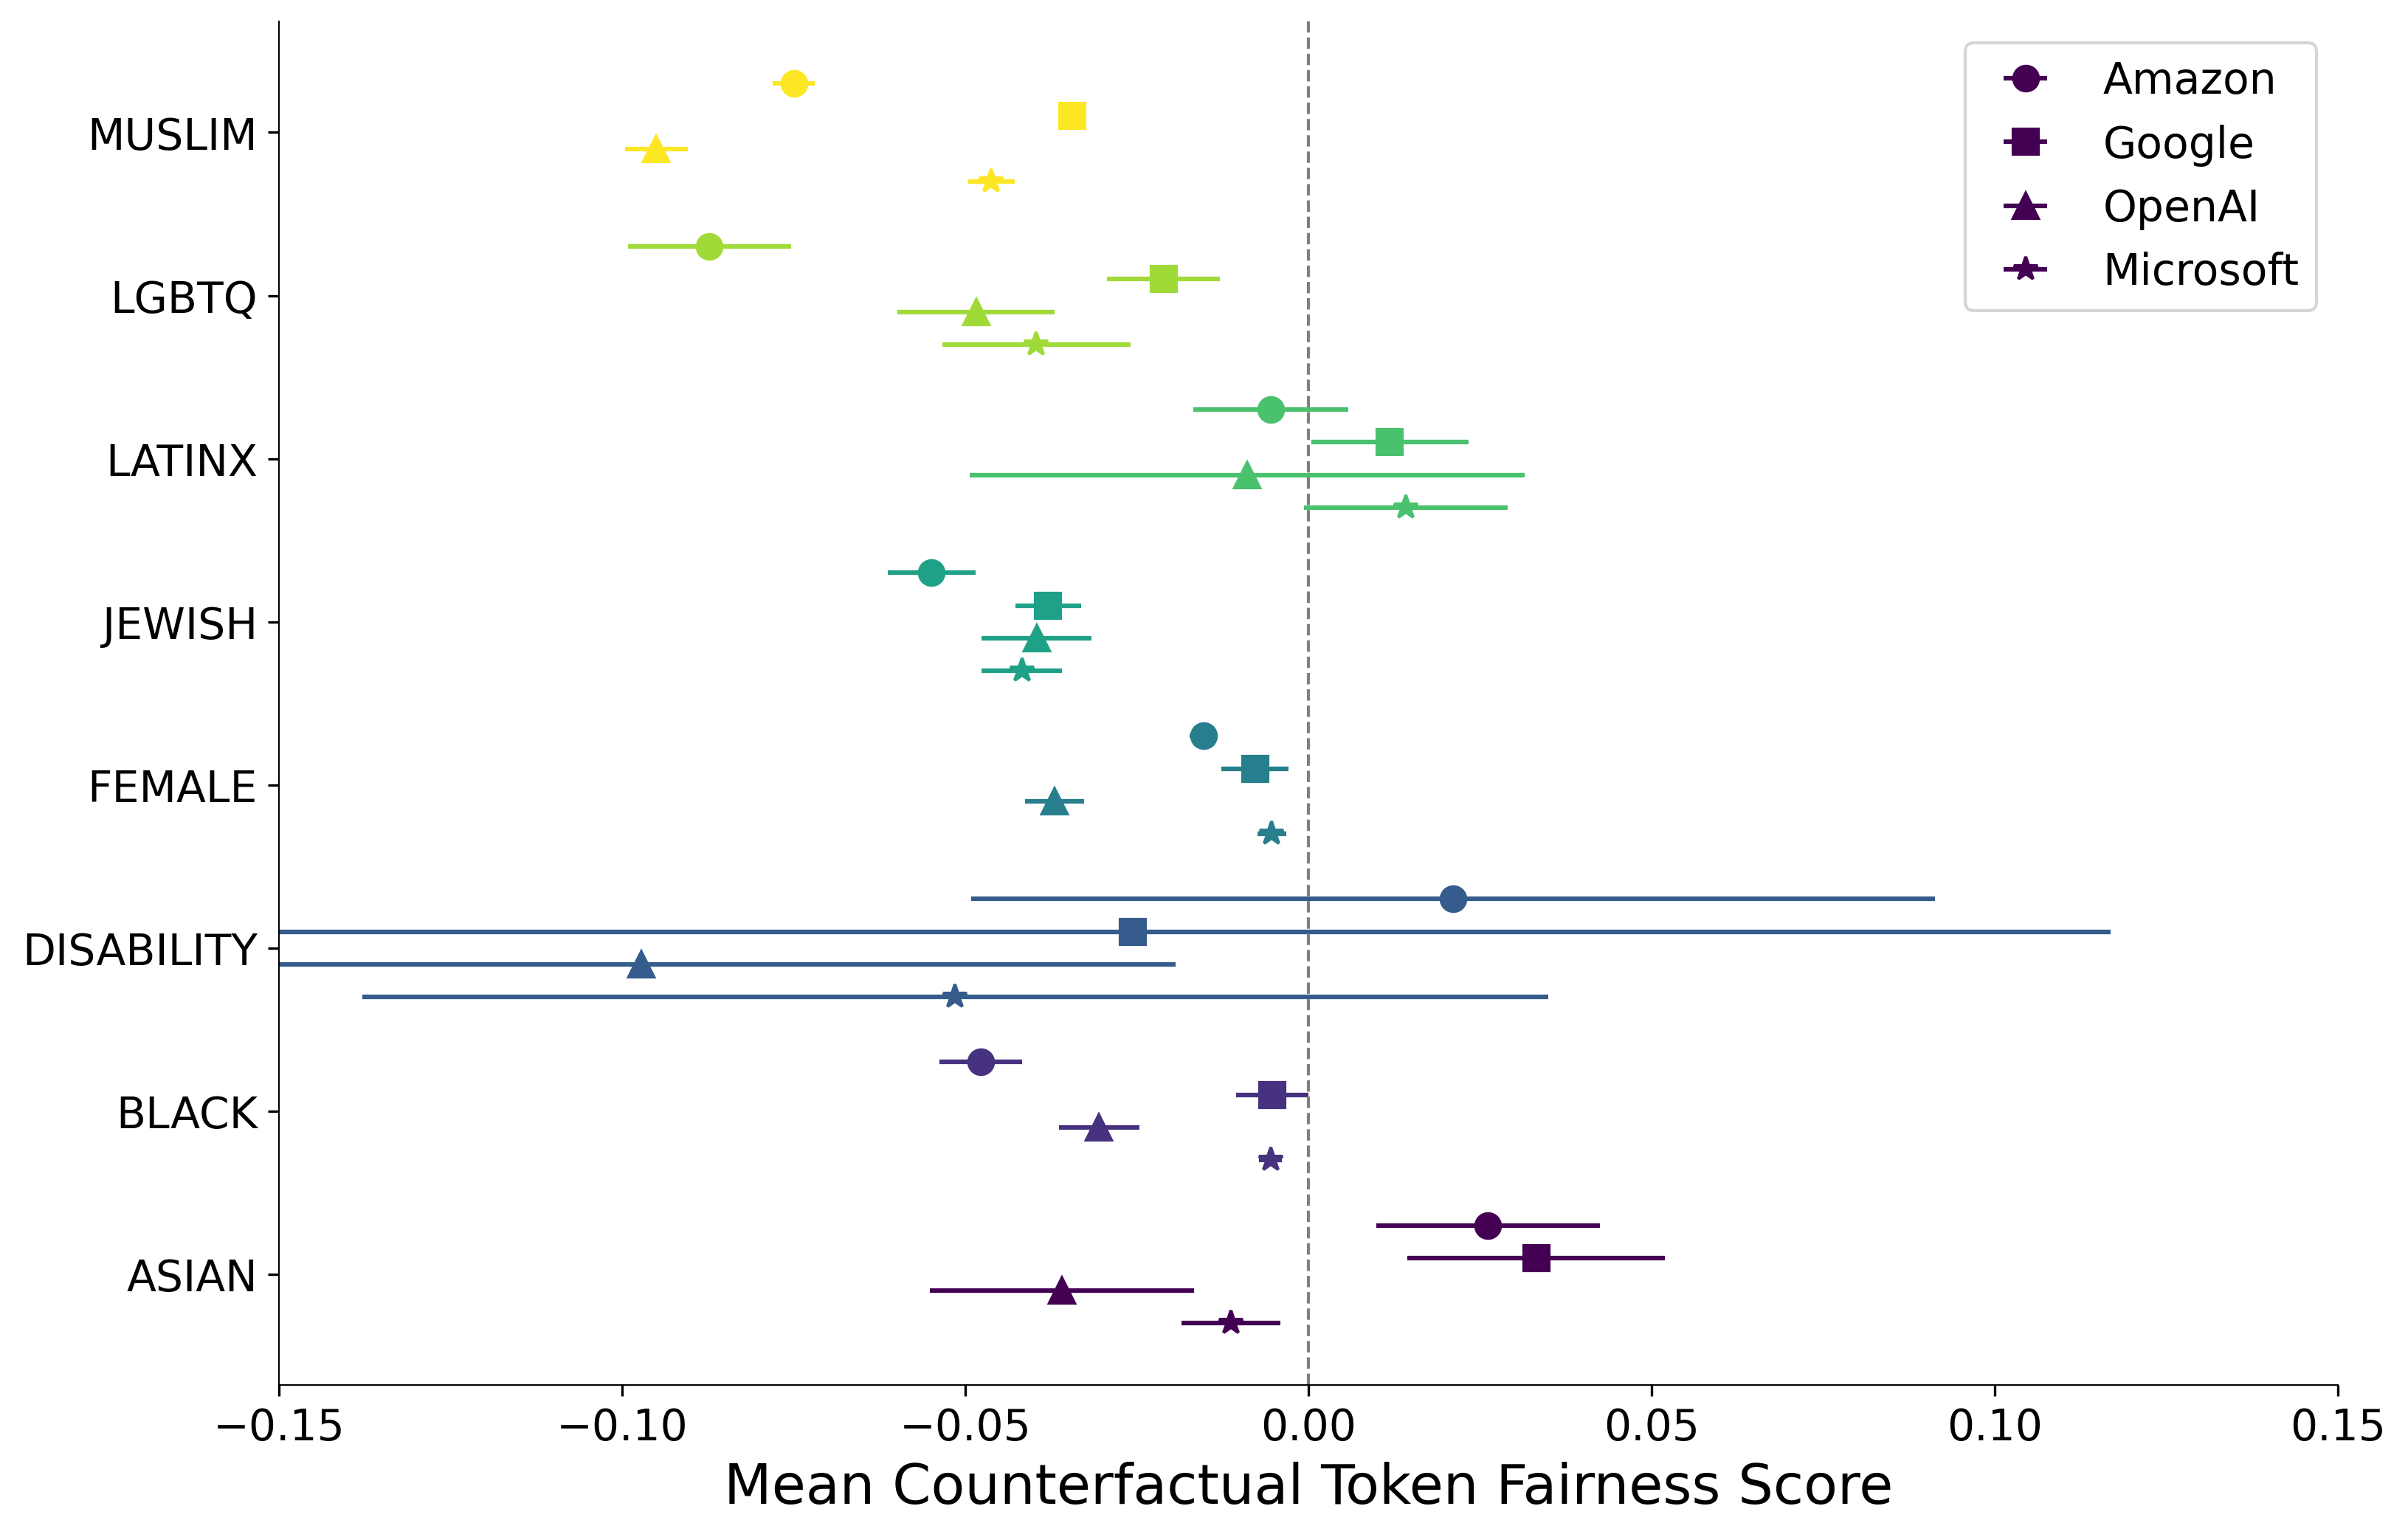 Amazon
Google
OpenAI
Microsoft
MUSLIM
LGBTQ
LATINX
JEWISH
FEMALE
DISABILITY
BLACK
ASIAN
−0.15 −0.10 −0.05 0.00 0.05 0.10 0.15
Mean Counterfactual Token Fairness Score